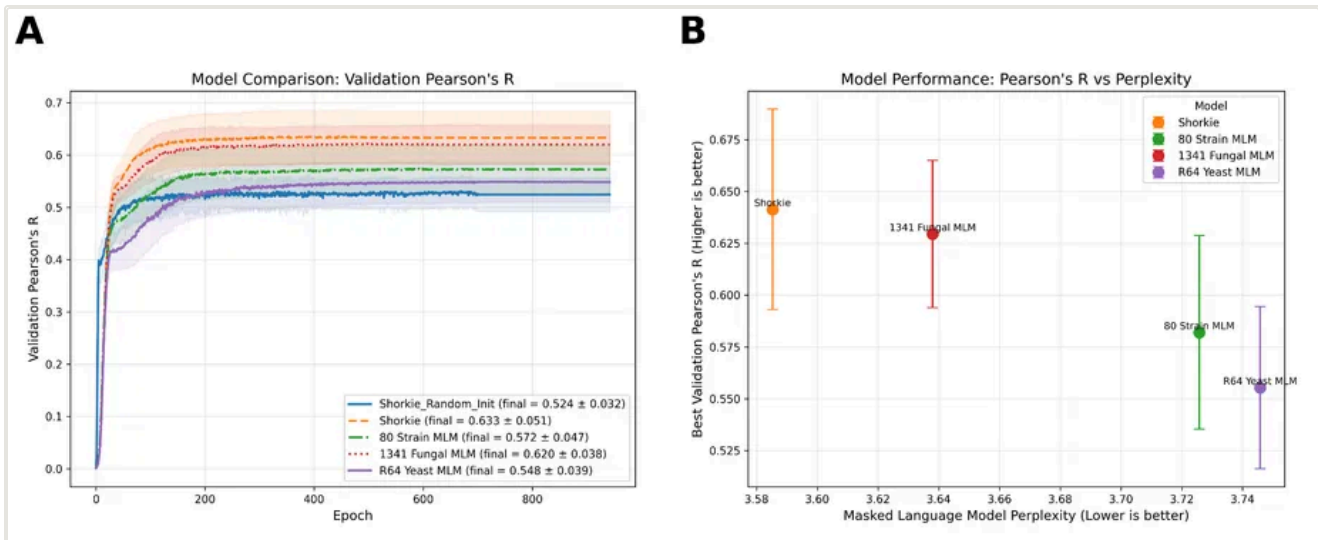 A
B
Model Comparison: Validation Pearson's R
Validation Pearson's R
0.7
0.6
0.5
0.4
0.3
0.2
0.1
0.0
0
200
400
600
800
Epoch
Shorkie_Random_Init (final = 0.524 ± 0.032)
Shorkie (final = 0.633 ± 0.051)
80 Strain MLM (final = 0.572 ± 0.047)
1341 Fungal MLM (final = 0.620 ± 0.038)
R64 Yeast MLM (final = 0.548 ± 0.039)
Model Performance: Pearson's R vs Perplexity
Best Validation Pearson's R (Higher is better)
0.675
0.650
0.625
0.600
0.575
0.550
0.525
3.58
3.60
3.62
3.64
3.66
3.68
3.70
3.72
3.74
Masked Language Model Perplexity (Lower is better)
Model
Shorkie
80 Strain MLM
1341 Fungal MLM
R64 Yeast MLM
Shorkie
1341 Fungal MLM
80 Strain MLM
R64 Yeast MLM